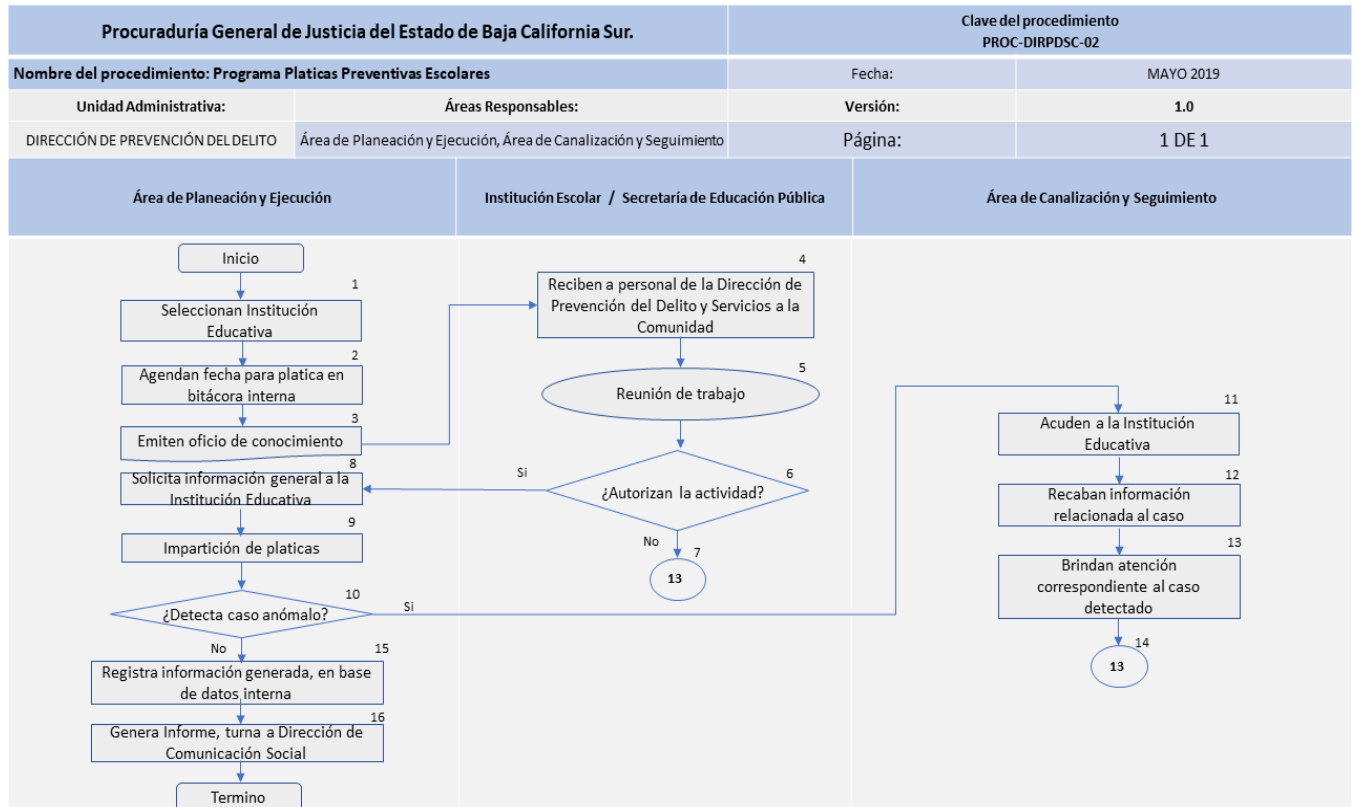 Procuraduría General de Justicia del Estado de Baja California Sur.
Clave del procedimiento
PROC-DIRPDSC-02
Nombre del procedimiento: Programa Platicas Preventivas Escolares
Fecha:
MAYO 2019
Unidad Administrativa:
Áreas Responsables:
Versión:
1.0
DIRECCIÓN DE PREVENCIÓN DEL DELITO
Área de Planeación y Ejecución, Área de Canalización y Seguimiento
Página:
1 DE 1
Área de Planeación y Ejecución
Institución Escolar / Secretaría de Educación Pública
Área de Canalización y Seguimiento
Inicio
1
Seleccionan Institución
Educativa
2
Agendan fecha para platica en
bitácora interna
3
Emiten oficio de conocimiento
4
Reciben a personal de la Dirección de
Prevención del Delito y Servicios a la
Comunidad
5
Reunión de trabajo
6
¿Autorizan la actividad?
Si
No
7
13
8
Solicita información general a la
Institución Educativa
9
Impartición de platicas
10
¿Detecta caso anómalo?
Si
No
11
Acuden a la Institución
Educativa
12
Recaban información
relacionada al caso
13
Brindan atención
correspondiente al caso
detectado
14
13
15
Registra información generada, en base
de datos interna
16
Genera Informe, turna a Dirección de
Comunicación Social
Termino